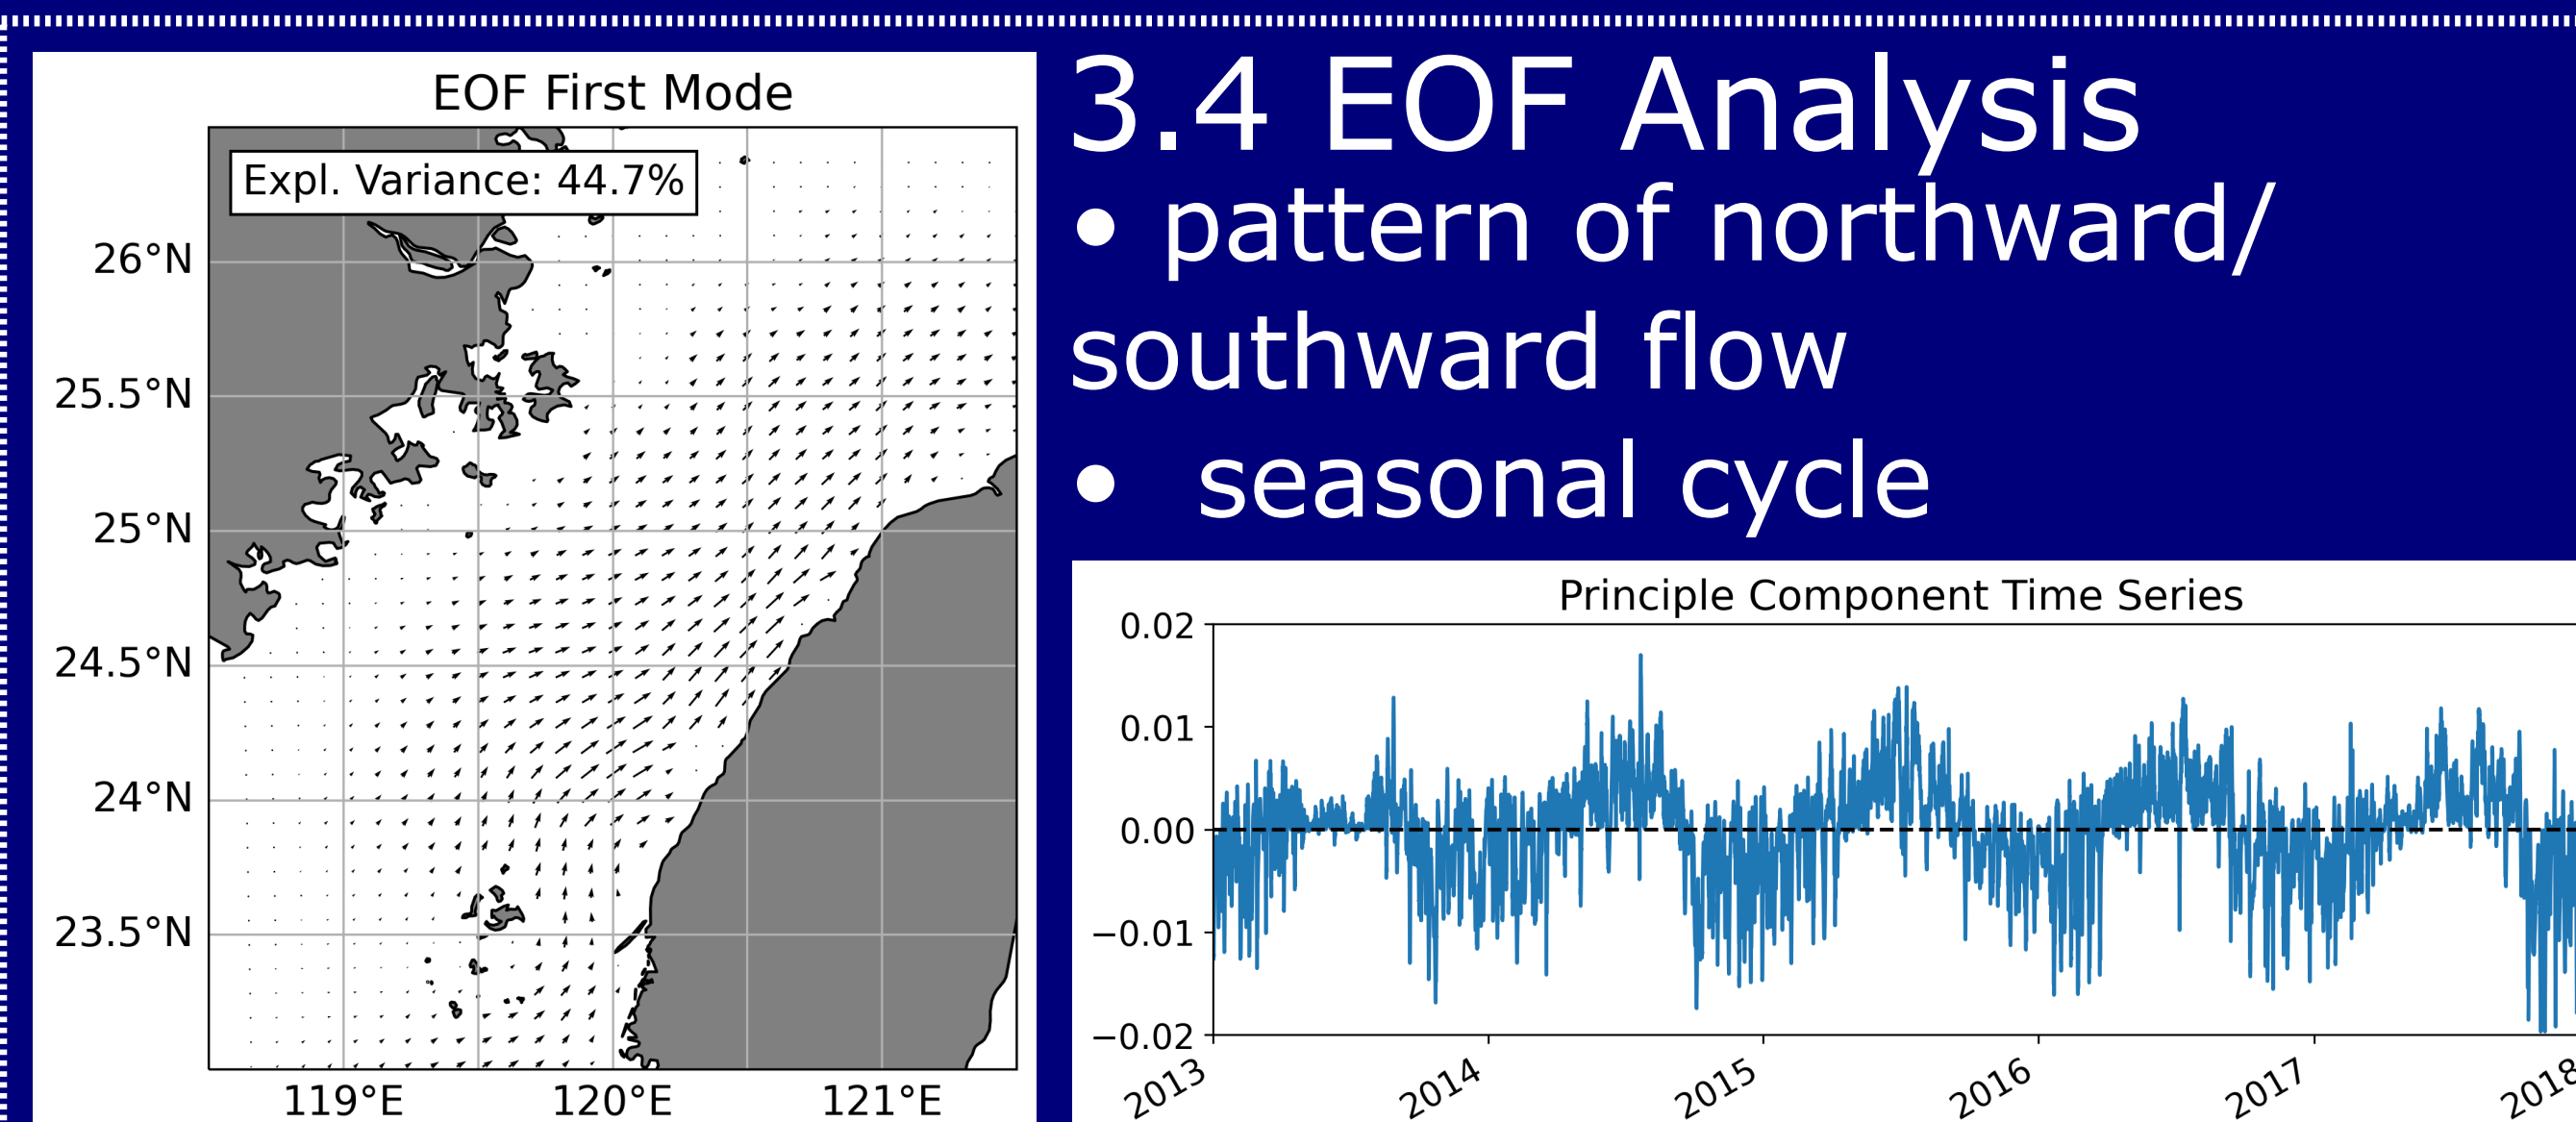 EOF First Mode
Expl. Variance: 44.7%
26°N
25.5°N
25°N
24.5°N
24°N
23.5°N
119°E 120°E 121°E
3.4 EOF Analysis
• pattern of northward/
southward flow
• seasonal cycle
Principle Component Time Series
0.02
0.01
0.00
−0.01
−0.02
2013 2014 2015 2016 2017 2018